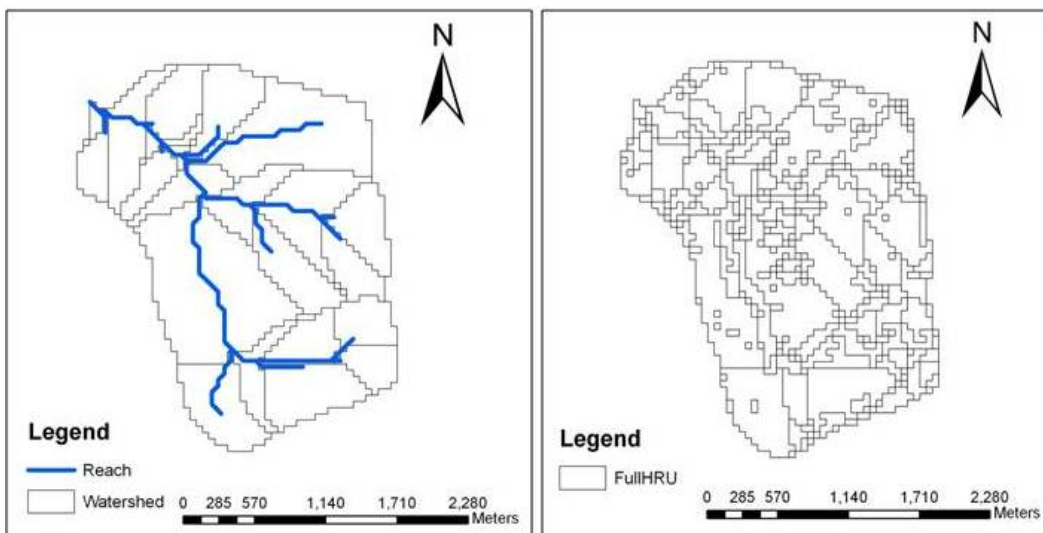 N
Legend
Reach
Watershed
0 285 570 1,140 1,710 2,280
Meters
N
Legend
FullHRU
0 285 570 1,140 1,710 2,280
Meters